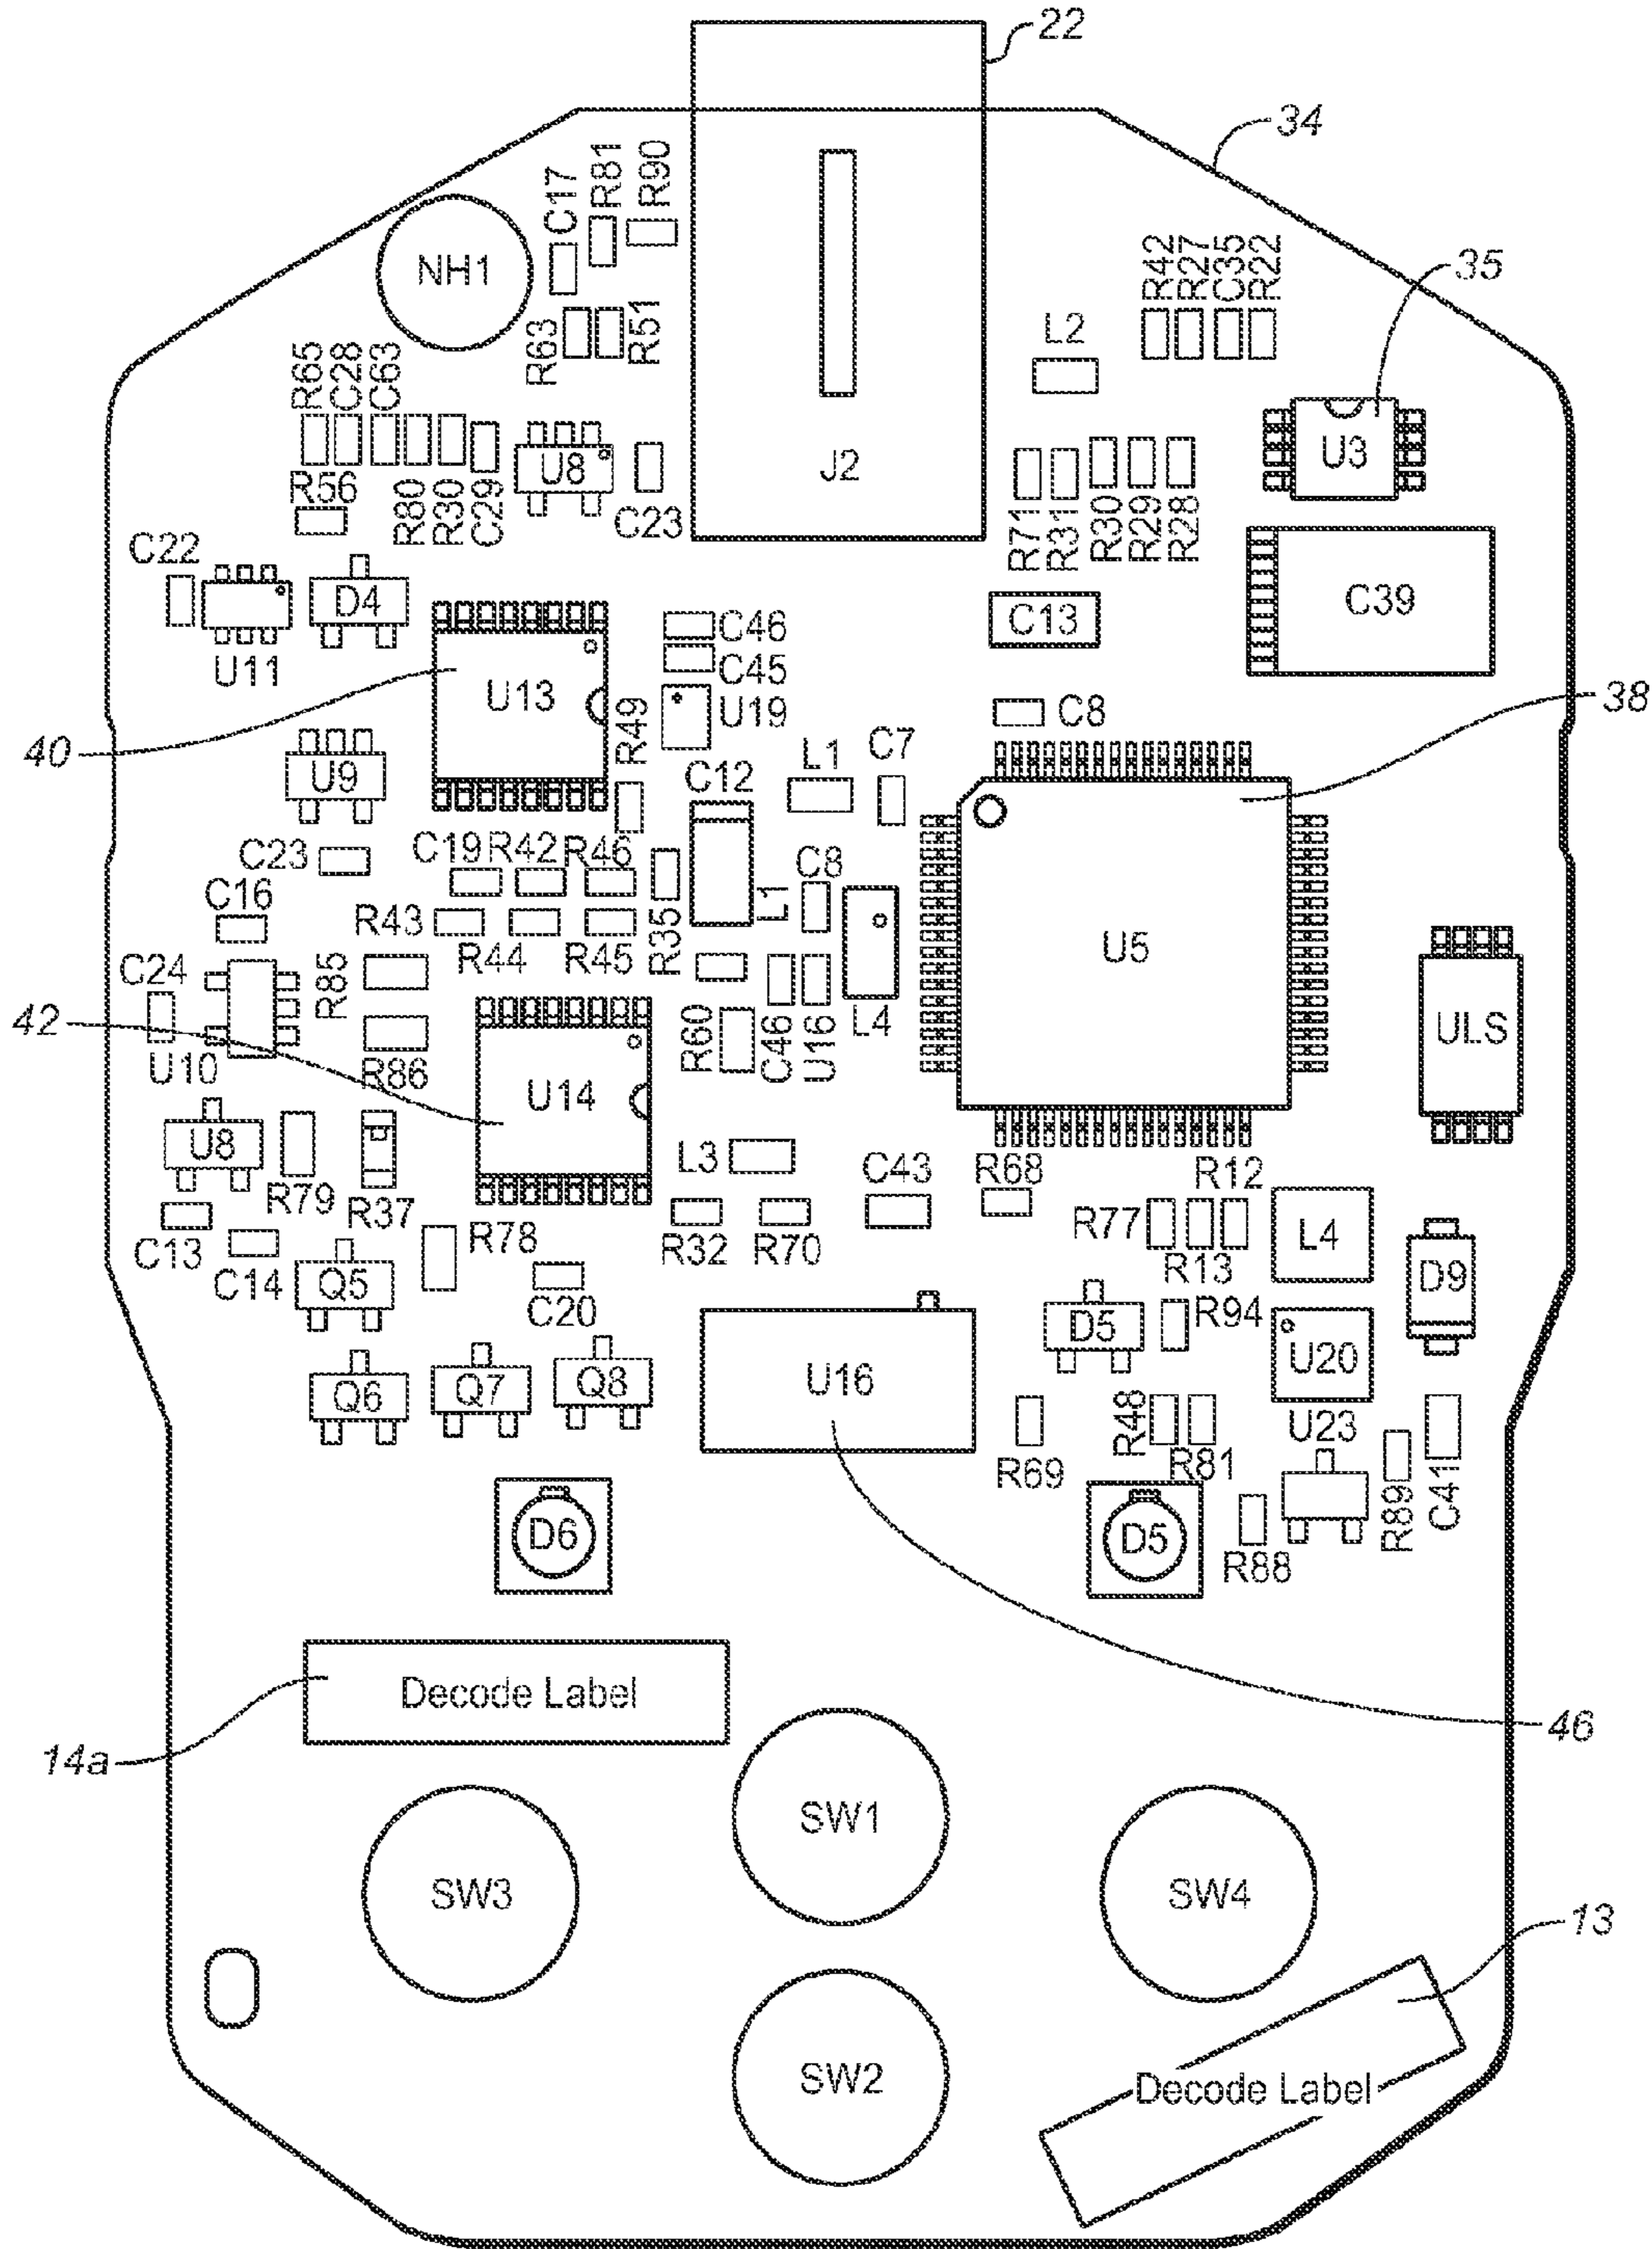 22
34
C17
R81
R90
NH1
R42
R27
C35
R22
35
R63
R51
L2
R65
C28
C63
U8
J2
U3
R56
R80
R30
C29
C23
R71
R31
R30
R29
R28
C22
D4
C46
C13
C39
U11
C45
U13
U19
R49
C8
38
40
U9
C12
L1
C7
C23
C19
R42
R46
C8
C16
L1
R43
R44
R45
R35
U5
C24
R85
42
U10
R86
U14
R60
C46
U16
L4
ULS
U8
R79
R37
L3
C43
R68
R12
C13
C14
R78
R32
R70
R77
R13
L4
D9
Q5
C20
D5
R94
U20
Q6
Q7
Q8
U16
R48
U23
R69
R81
R89
C41
D6
D5
R88
Decode Label
14a
46
SW1
SW3
SW4
13
SW2
Decode Label